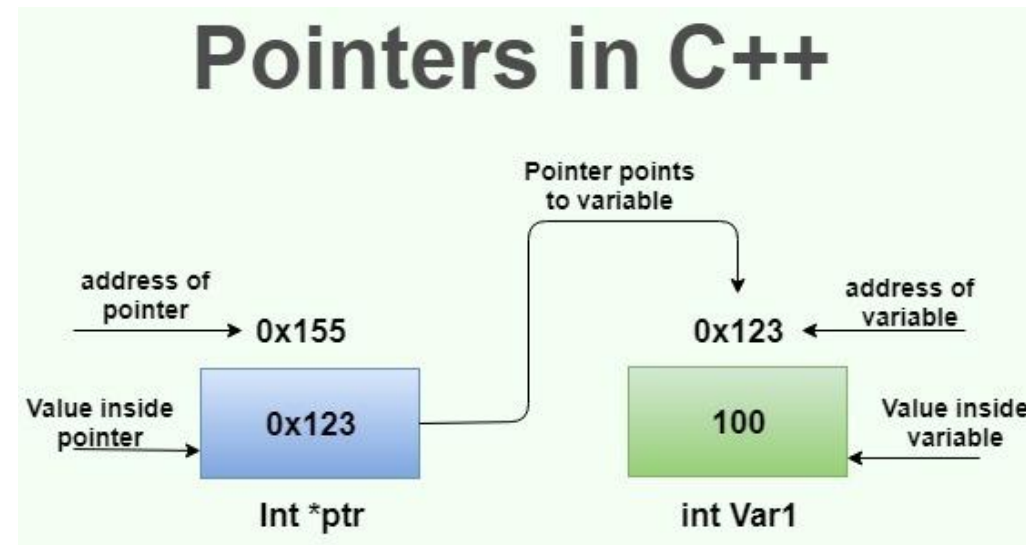 Pointers in C++
Pointer points
to variable
address of
pointer
0x155
0x123
address of
variable
Value inside
pointer
0x123
100
Value inside
variable
Int *ptr
int Var1